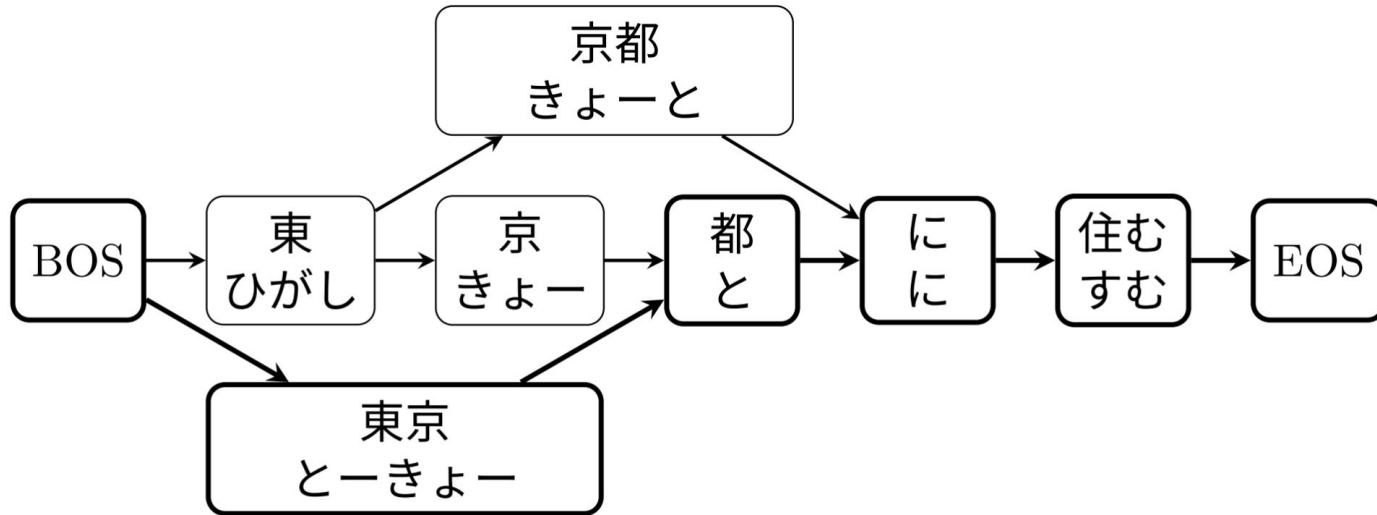 京都
きょーと
BOS
東
ひがし
京
きょー
都
と
に
に
住む
すむ
EOS
東京
とーきょー